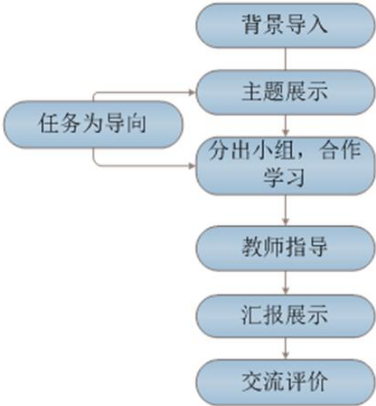 背景导入
主题展示
任务为导向
分出小组，合作
学习
教师指导
汇报展示
交流评价